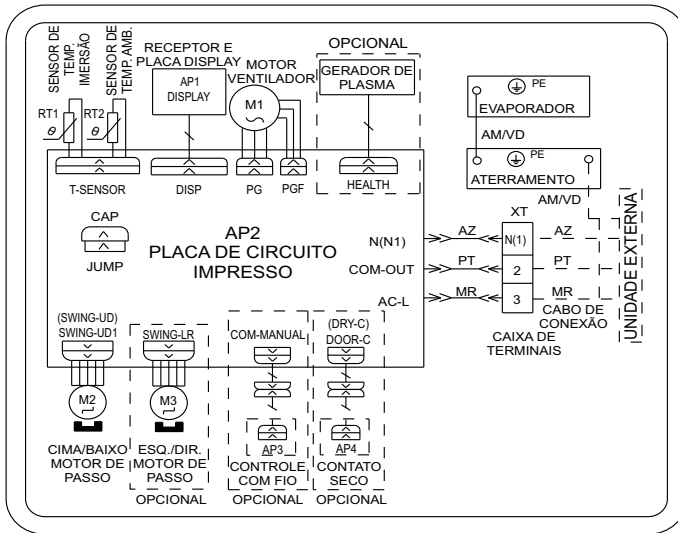 SENSOR DE
TEMP.
IMERSÃO
SENSOR DE
TEMP. AMB.
RT1
RT2
θ
θ
RECEPTOR E
PLACA DISPLAY
AP1
DISPLAY
MOTOR
VENTILADOR
M1
OPCIONAL
GERADOR DE
PLASMA
PE
EVAPORADOR
AM/VD
PE
ATERRAMENTO
AM/VD
T-SENSOR
DISP
PG
PGF
HEALTH
CAP
JUMP
AP2
PLACA DE CIRCUITO
IMPRESSO
N(N1)
COM-OUT
AC-L
AZ
PT
MR
XT
N(1)
2
3
AZ
PT
MR
CABO DE
CONEXÃO
CAIXA DE
TERMINAIS
UNIDADE EXTERNA
(SWING-UD)
SWING-UD1
SWING-LR
COM-MANUAL
(DRY-C)
DOOR-C
M2
M3
AP3
AP4
CIMA/BAIXO
MOTOR DE
PASSO
ESQ./DIR.
MOTOR DE
PASSO
OPCIONAL
CONTROLE
COM FIO
OPCIONAL
CONTATO
SECO
OPCIONAL